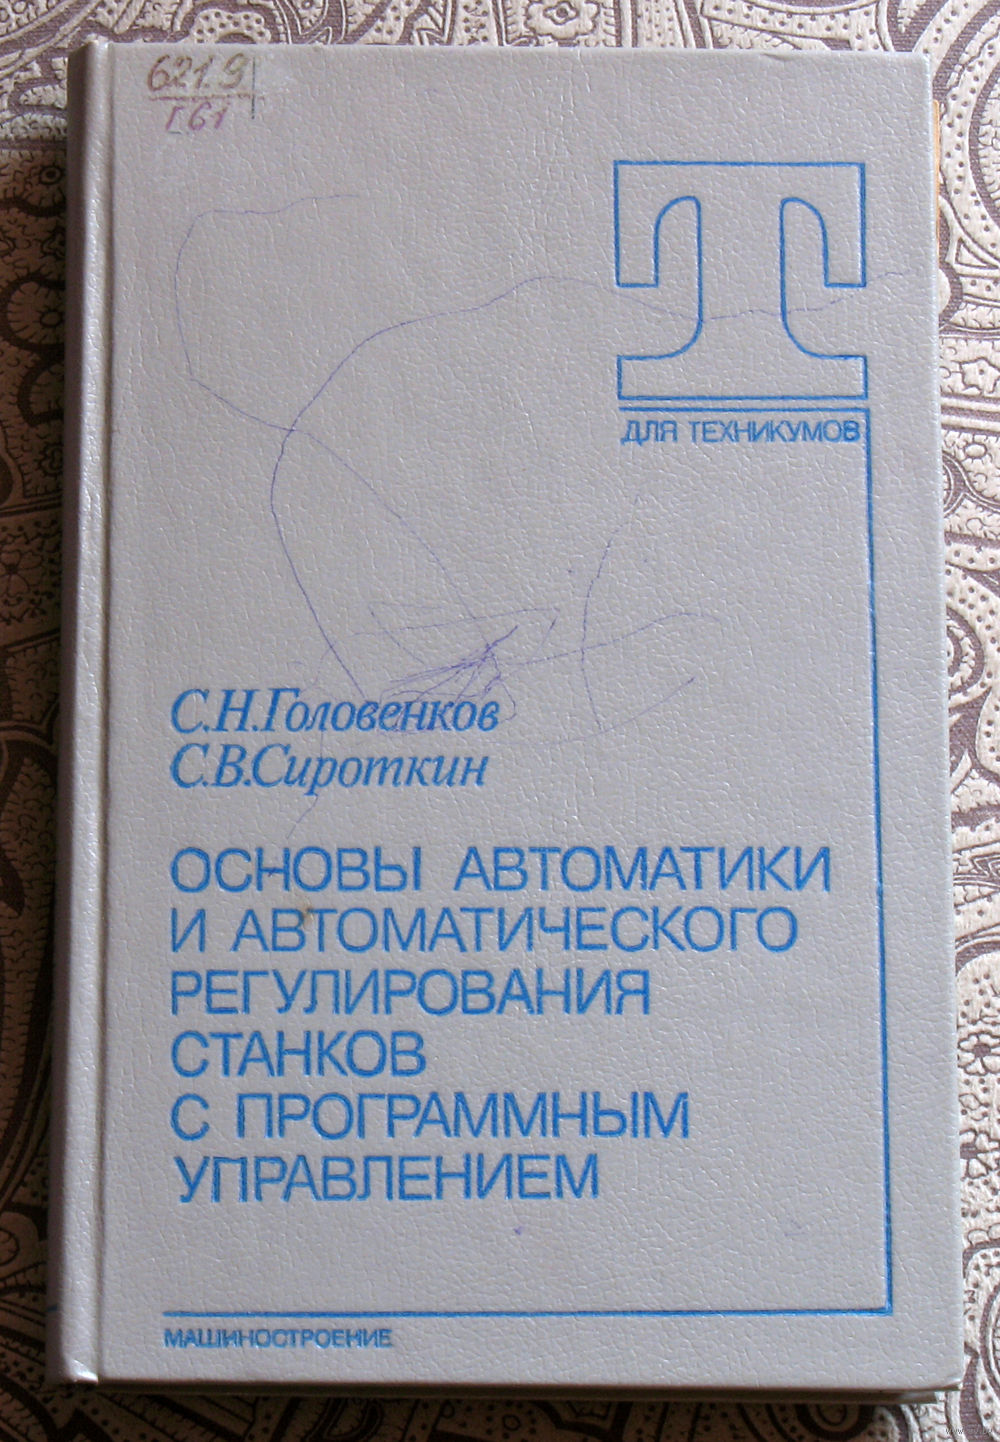 621.9
Г61
Т
ДЛЯ ТЕХНИКУМОВ
С.Н.Головенков
С.В.Сироткин
ОСНОВЫ АВТОМАТИКИ
И АВТОМАТИЧЕСКОГО
РЕГУЛИРОВАНИЯ
СТАНКОВ
С ПРОГРАММНЫМ
УПРАВЛЕНИЕМ
МАШИНОСТРОЕНИЕ